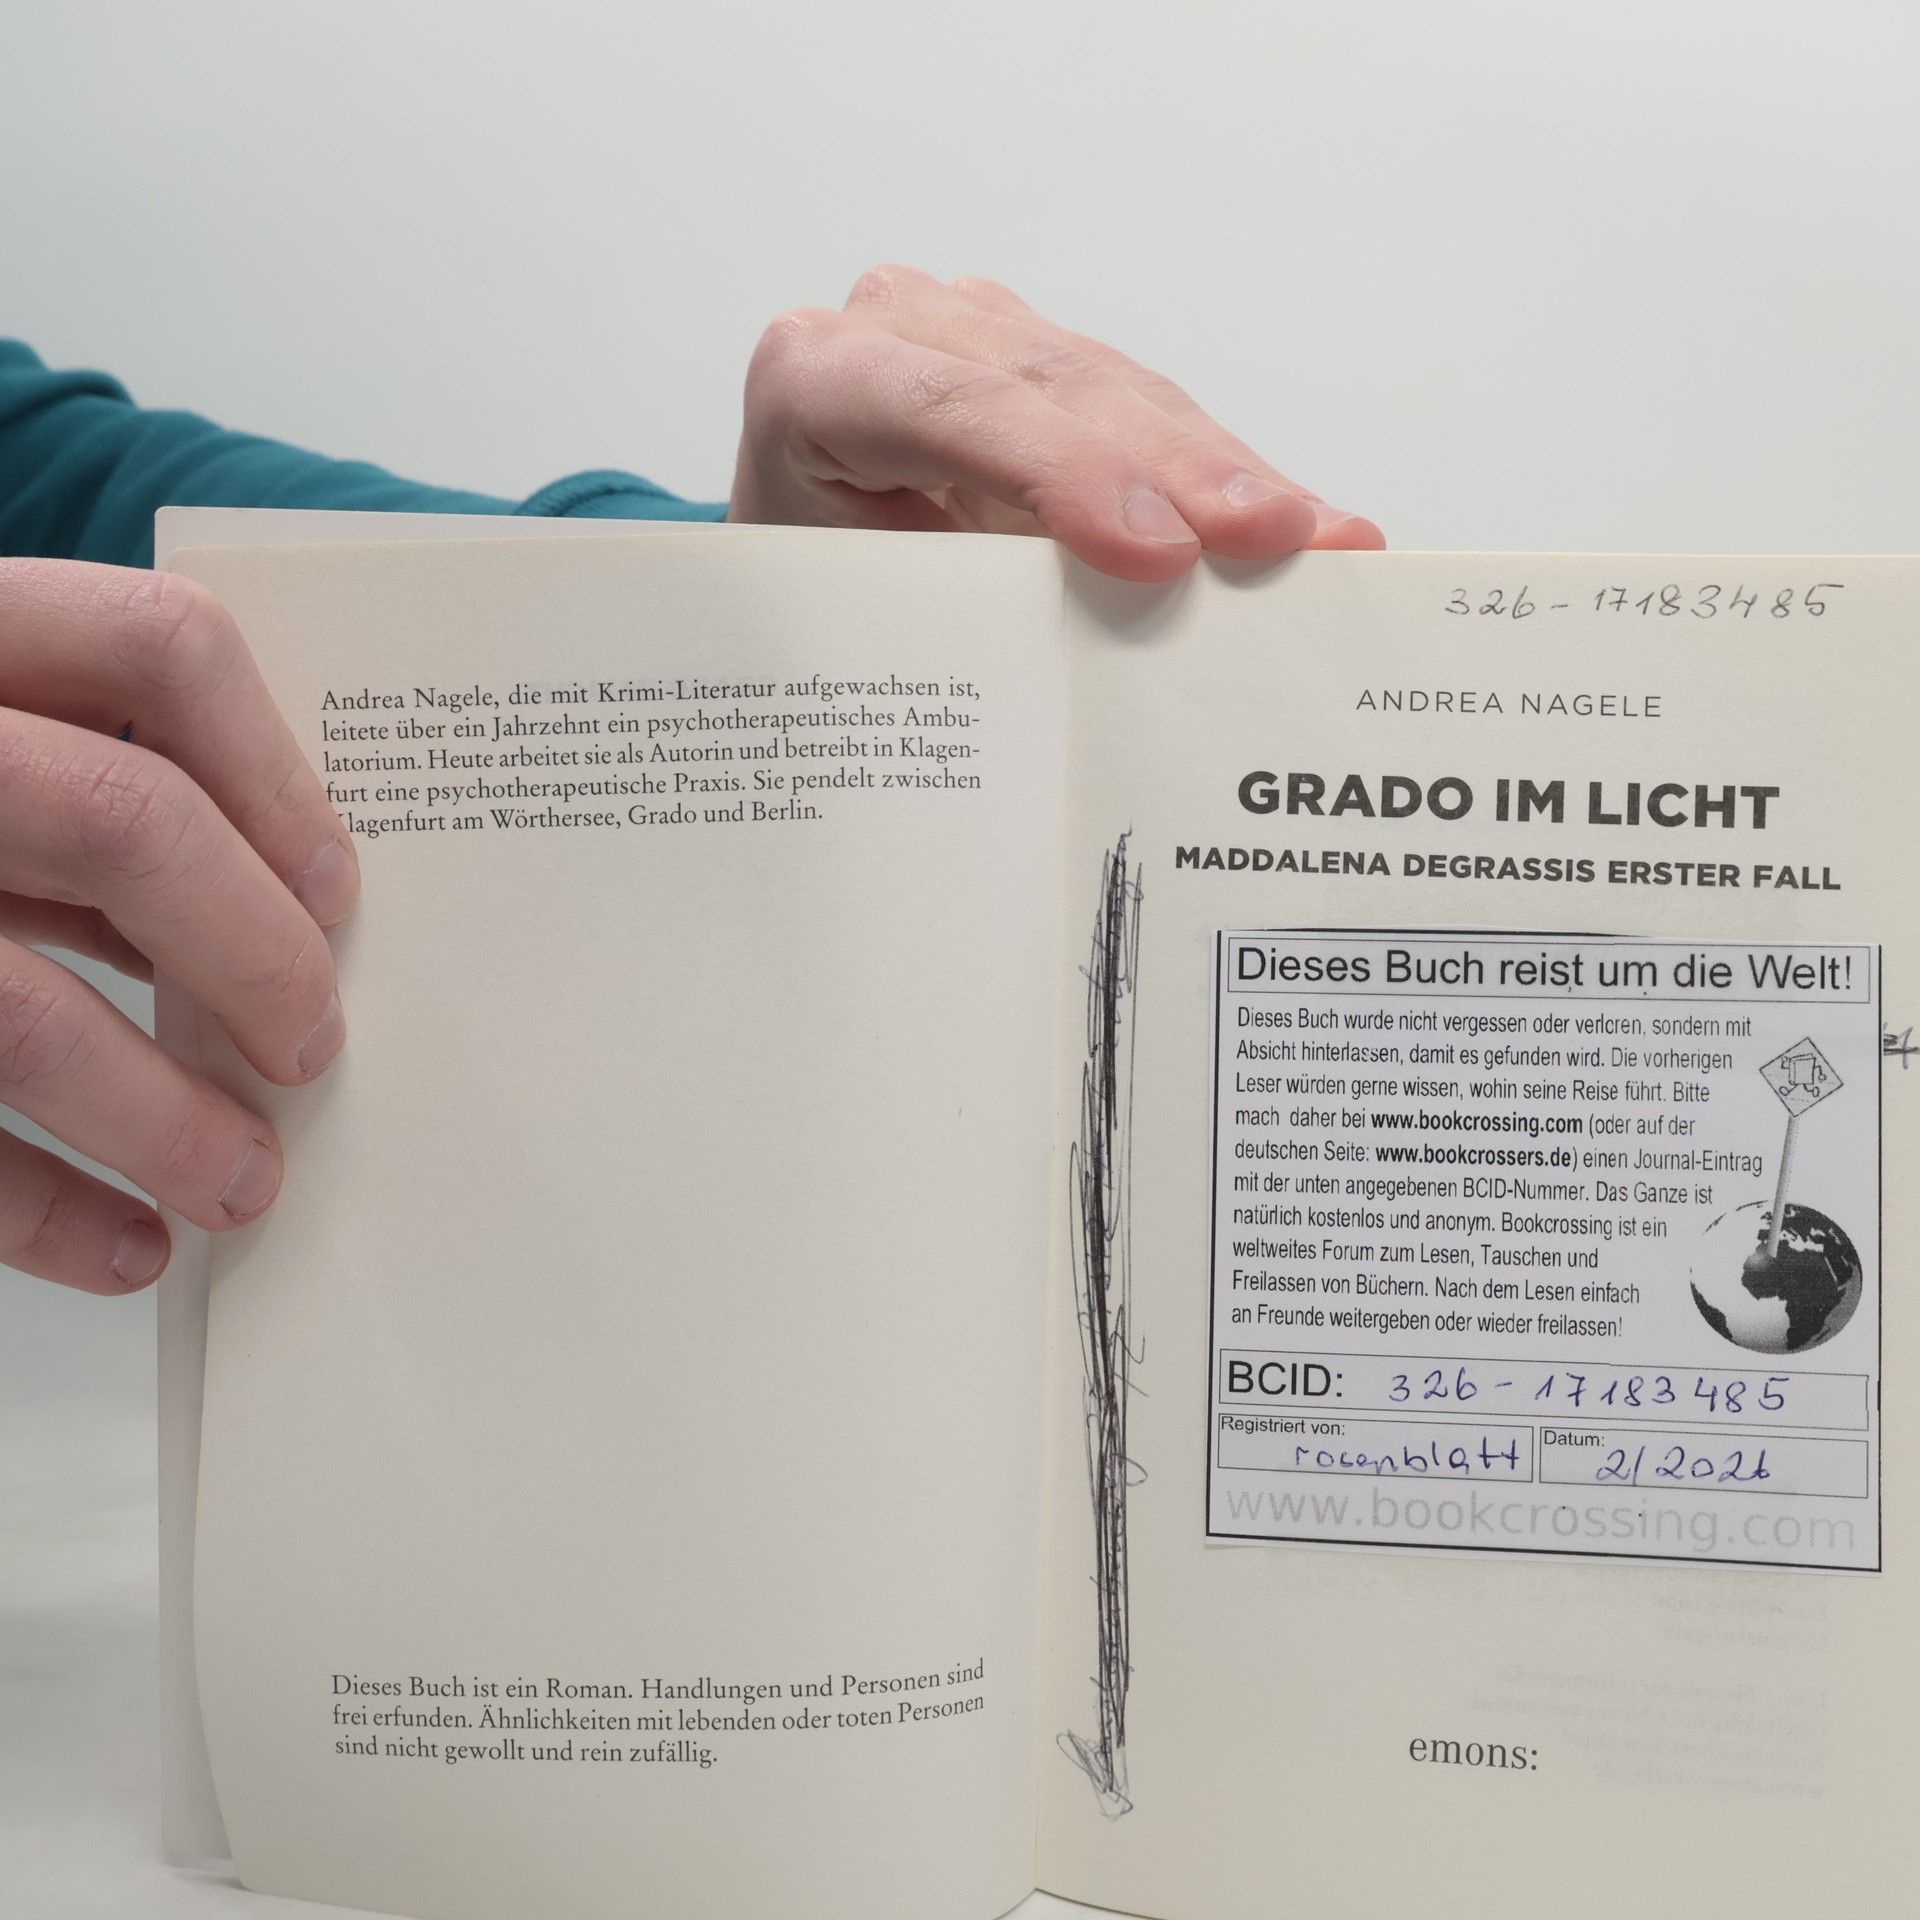 Andrea Nagele, die mit Krimi-Literatur aufgewachsen ist,
leitete über ein Jahrzehnt ein psychotherapeutisches Ambu-
latorium. Heute arbeitet sie als Autorin und betreibt in Klagen-
furt eine psychotherapeutische Praxis. Sie pendelt zwischen
Klagenfurt am Wörthersee, Grado und Berlin.
Dieses Buch ist ein Roman. Handlungen und Personen sind
frei erfunden. Ähnlichkeiten mit lebenden oder toten Personen
sind nicht gewollt und rein zufällig.
326 - 17183485
ANDREA NAGELE
GRADO IM LICHT
MADDALENA DEGRASSIS ERSTER FALL
Dieses Buch reist um die Welt!
Dieses Buch wurde nicht vergessen oder verloren, sondern mit
Absicht hinterlassen, damit es gefunden wird. Die vorherigen
Leser würden gerne wissen, wohin seine Reise führt. Bitte
mach daher bei www.bookcrossing.com (oder auf der
deutschen Seite: www.bookcrossers.de) einen Journal-Eintrag
mit der unten angegebenen BCID-Nummer. Das Ganze ist
natürlich kostenlos und anonym. Bookcrossing ist ein
weltweites Forum zum Lesen, Tauschen und
Freilassen von Büchern. Nach dem Lesen einfach
an Freunde weitergeben oder wieder freilassen!
BCID: 326 - 17183485
Registriert von: rosenblatt
Datum: 2/2026
www.bookcrossing.com
emons: